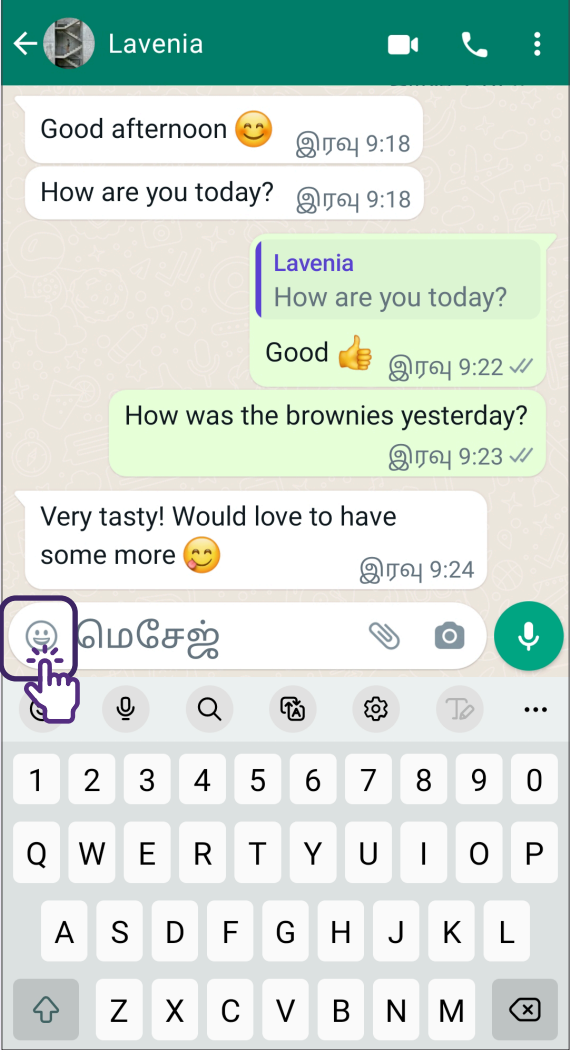 Lavenia
Good afternoon 😊 இரவு 9:18
How are you today? இரவு 9:18
Lavenia
How are you today?
Good 👍 இரவு 9:22
How was the brownies yesterday?
இரவு 9:23
Very tasty! Would love to have
some more 😋 இரவு 9:24
மெசேஜ்
1 2 3 4 5 6 7 8 9 0
Q W E R T Y U I O P
A S D F G H J K L
Z X C V B N M